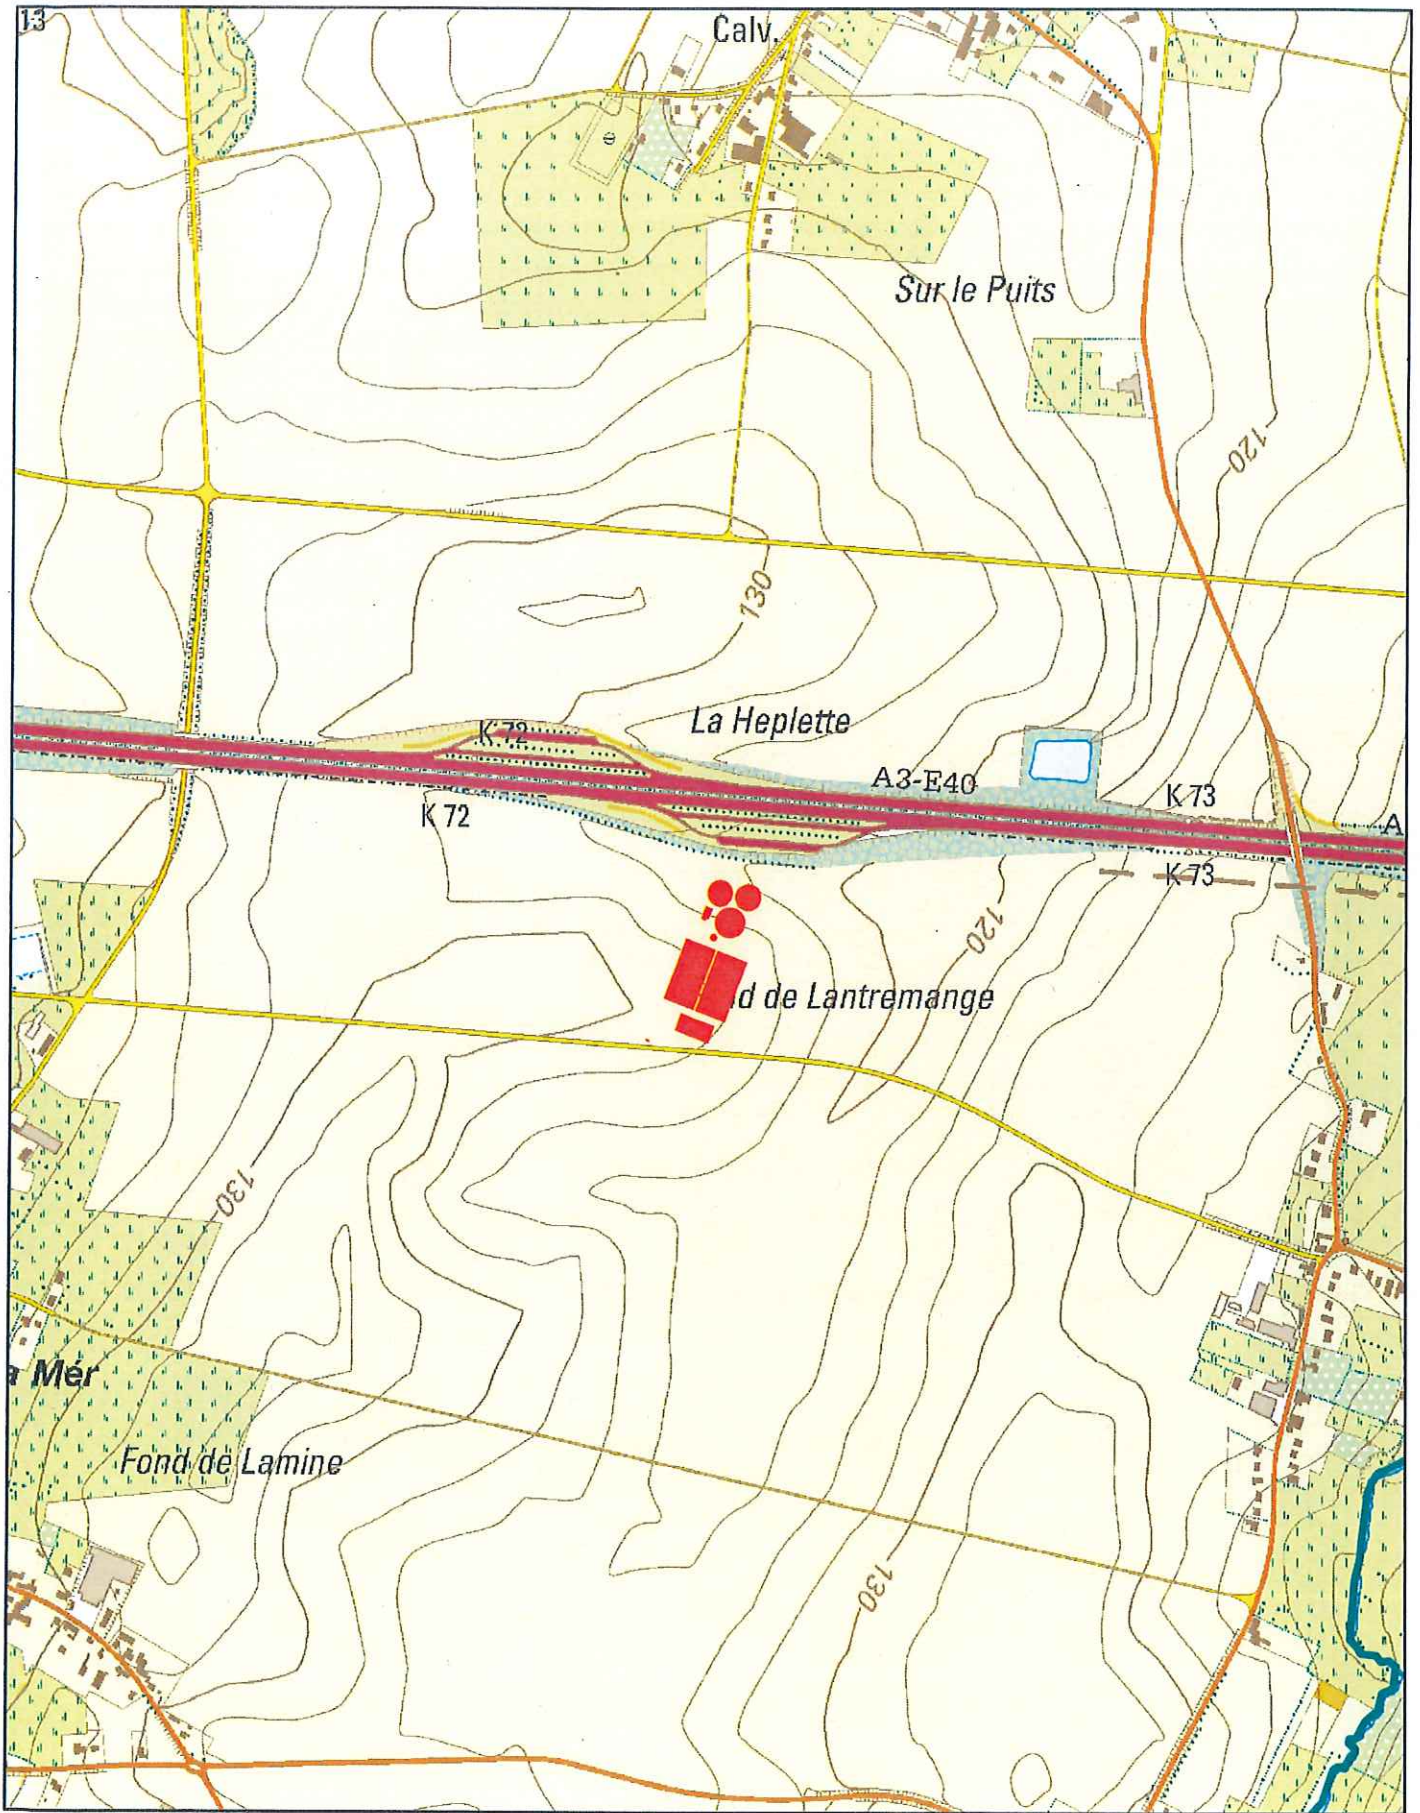 13
Calv.
Sur le Puits
120
130
La Heplette
K 72
A3-E40
K 73
K 72
A
K 73
120
d de Lantremange
130
a Mér
Fond de Lamine
130